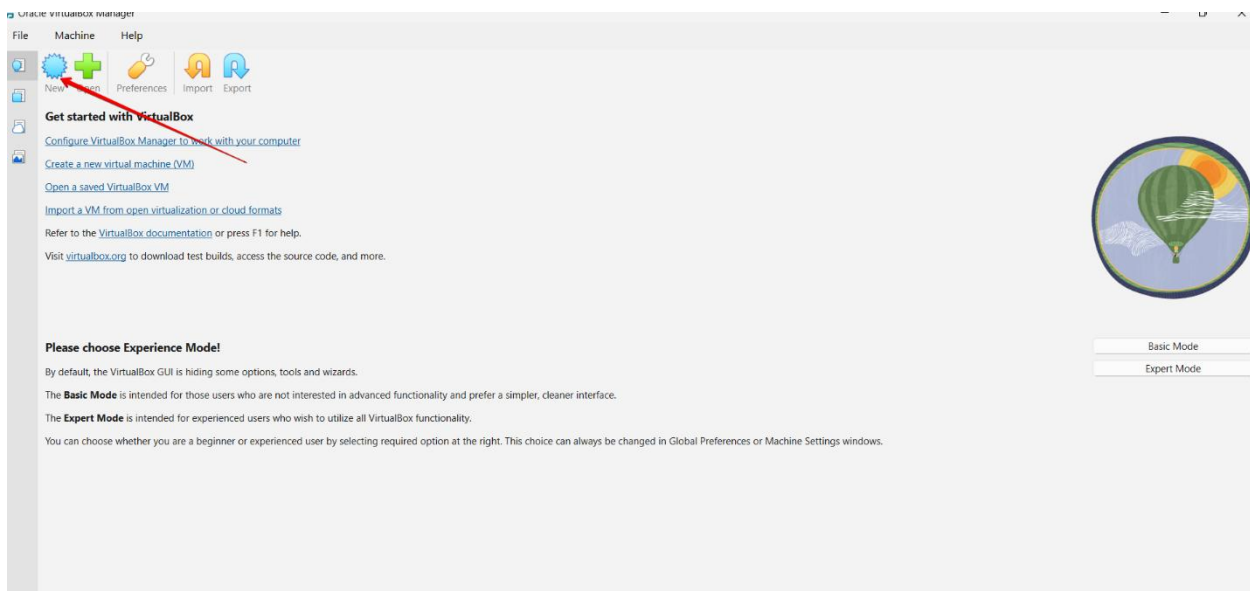 Oracle VirtualBox Manager
File Machine Help
New Open Preferences Import Export
Get started with VirtualBox
Configure VirtualBox Manager to work with your computer
Create a new virtual machine (VM)
Open a saved VirtualBox VM
Import a VM from open virtualization or cloud formats
Refer to the VirtualBox documentation or press F1 for help.
Visit virtualbox.org to download test builds, access the source code, and more.
Please choose Experience Mode!
Basic Mode
Expert Mode
By default, the VirtualBox GUI is hiding some options, tools and wizards.
The Basic Mode is intended for those users who are not interested in advanced functionality and prefer a simpler, cleaner interface.
The Expert Mode is intended for experienced users who wish to utilize all VirtualBox functionality.
You can choose whether you are a beginner or experienced user by selecting required option at the right. This choice can always be changed in Global Preferences or Machine Settings windows.